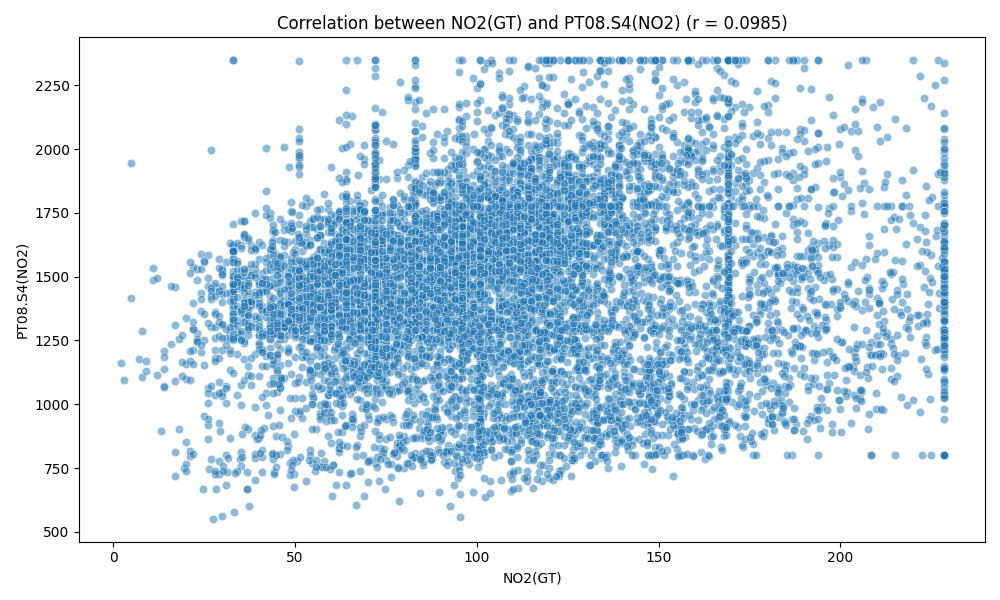 Correlation between NO2(GT) and PT08.S4(NO2) (r = 0.0985)
2250
2000
1750
1500
1250
1000
750
500
PT08.S4(NO2)
0 50 100 150 200
NO2(GT)